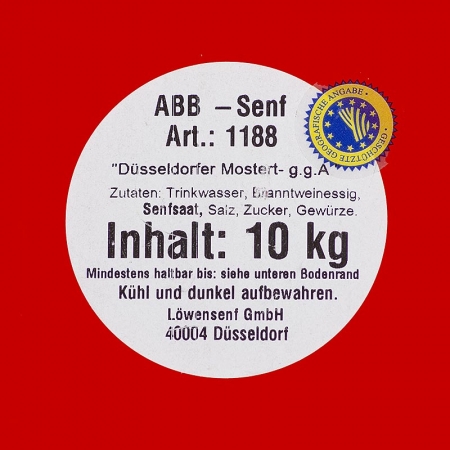 ABB – Senf
Art.: 1188
"Düsseldorfer Mostert- g.g.A
Zutaten: Trinkwasser, Branntweinessig,
Senfsaat, Salz, Zucker, Gewürze.
Inhalt: 10 kg
Mindestens haltbar bis: siehe unteren Bodenrand
Kühl und dunkel aufbewahren.
Löwensenf GmbH
40004 Düsseldorf
GESCHÜTZTE GEOGRAFISCHE ANGABE